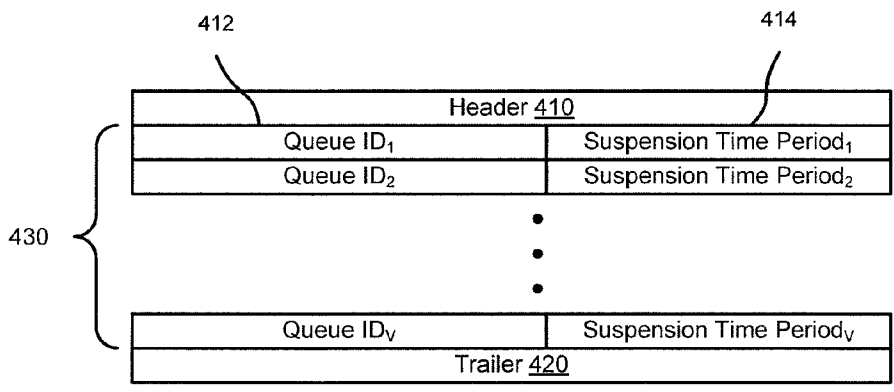 412
414
Header 410
Queue ID₁ Suspension Time Period₁
Queue ID₂ Suspension Time Period₂
430
Queue IDᵥ Suspension Time Periodᵥ
Trailer 420